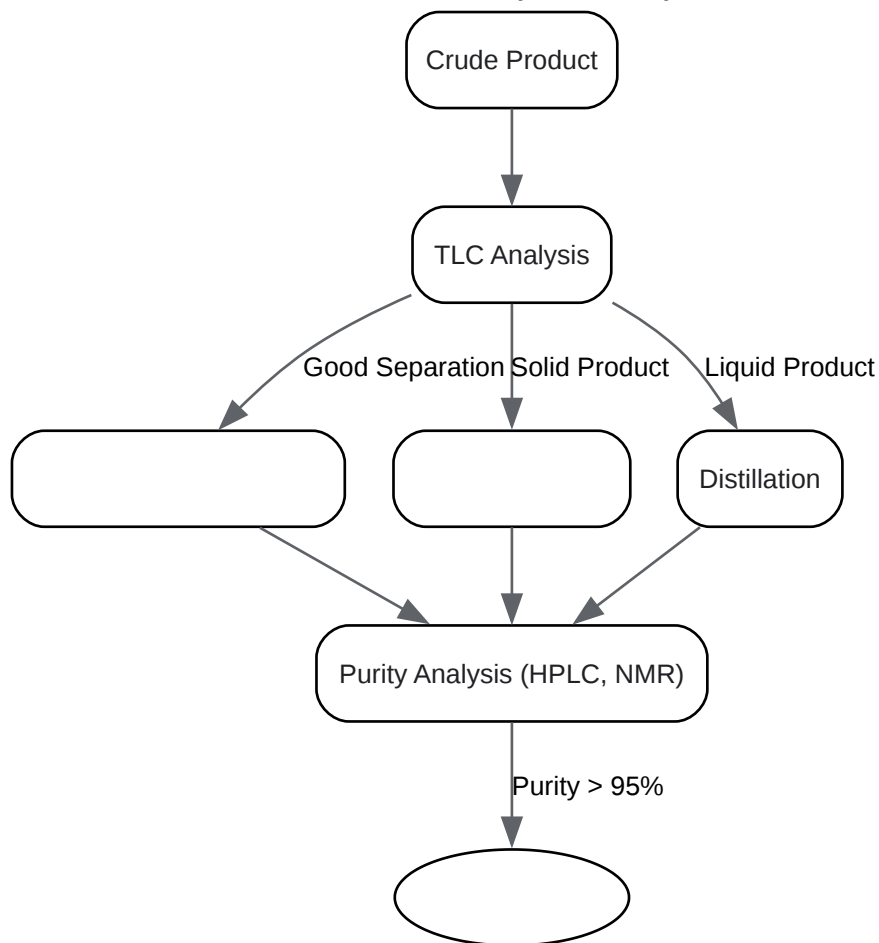 Crude Product
TLC Analysis
Good Separation
Solid Product
Liquid Product
Distillation
Purity Analysis (HPLC, NMR)
Purity > 95%